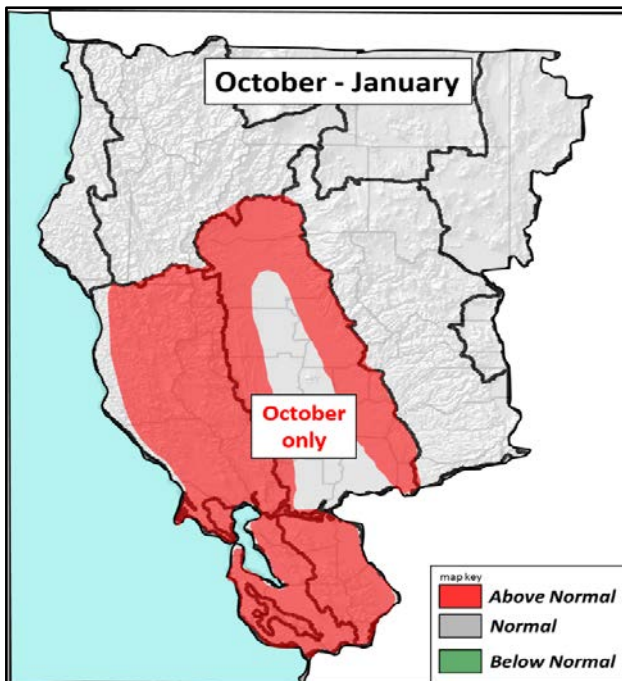 October - January
October
only
map key
Above Normal
Normal
Below Normal